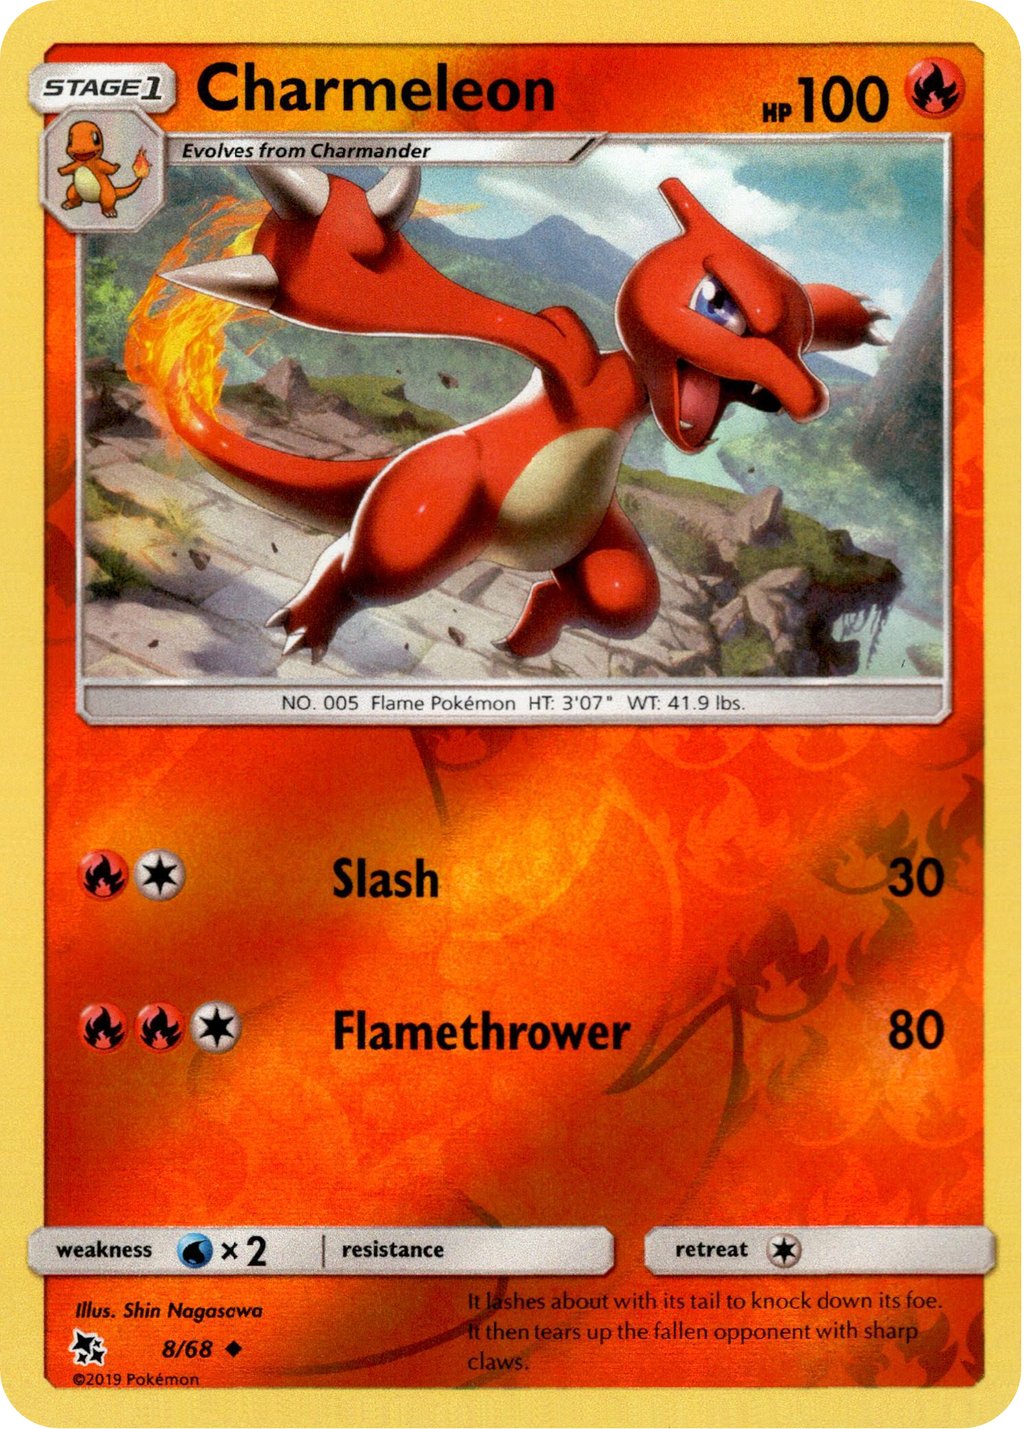 STAGE1
Charmeleon
HP100
Evolves from Charmander
NO. 005 Flame Pokémon HT: 3'07" WT: 41.9 lbs.
Slash 30
Flamethrower 80
weakness ×2 resistance retreat
Illus. Shin Nagasawa
8/68
©2019 Pokémon
It lashes about with its tail to knock down its foe.
It then tears up the fallen opponent with sharp
claws.